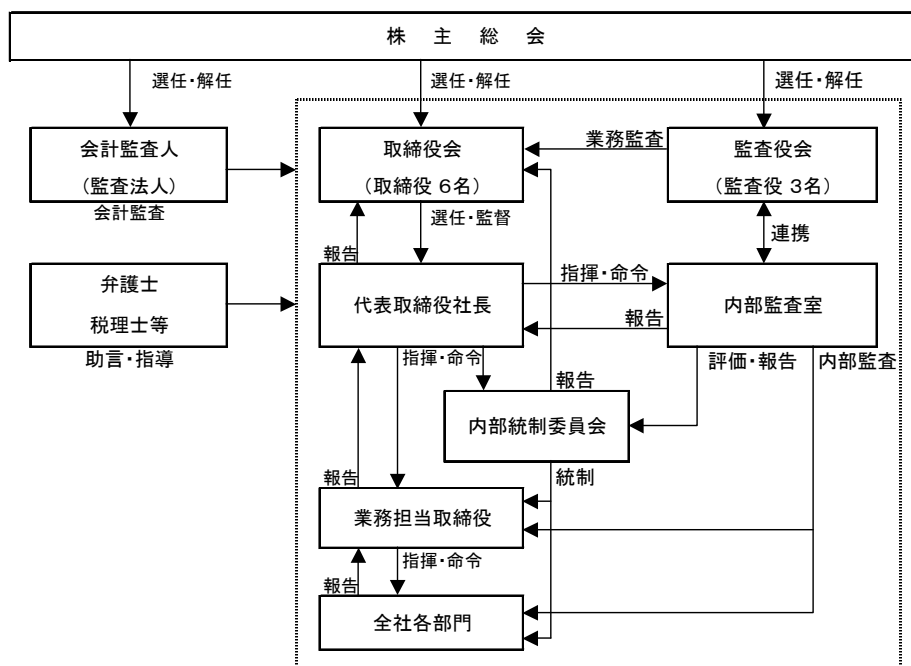 株主総会
選任・解任
選任・解任
選任・解任
会計監査人
（監査法人）
会計監査
取締役会
（取締役 6名）
業務監査
監査役会
（監査役 3名）
選任・監督
報告
連携
弁護士
税理士等
助言・指導
代表取締役社長
指揮・命令
報告
内部監査室
指揮・命令
報告
評価・報告
内部監査
内部統制委員会
報告
統制
業務担当取締役
指揮・命令
報告
全社各部門